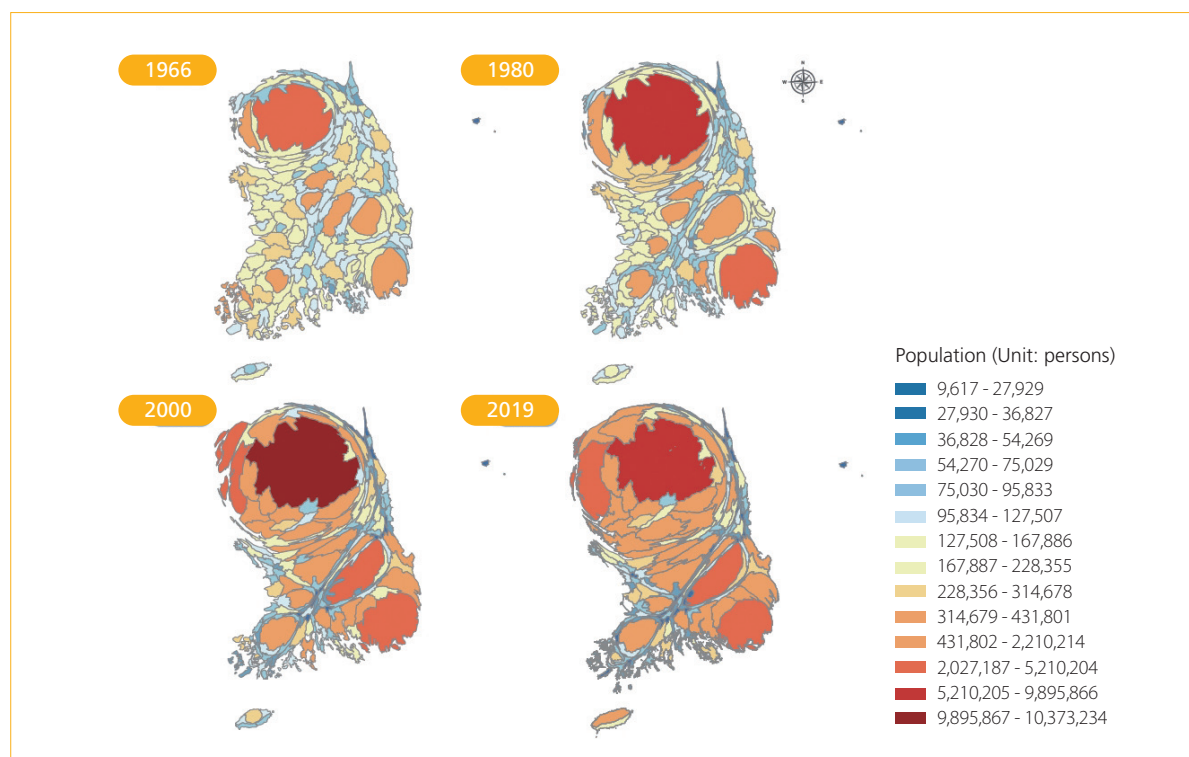 1966
1980
N
W E
S
2000
2019
Population (Unit: persons)
9,617 - 27,929
27,930 - 36,827
36,828 - 54,269
54,270 - 75,029
75,030 - 95,833
95,834 - 127,507
127,508 - 167,886
167,887 - 228,355
228,356 - 314,678
314,679 - 431,801
431,802 - 2,210,214
2,027,187 - 5,210,204
5,210,205 - 9,895,866
9,895,867 - 10,373,234